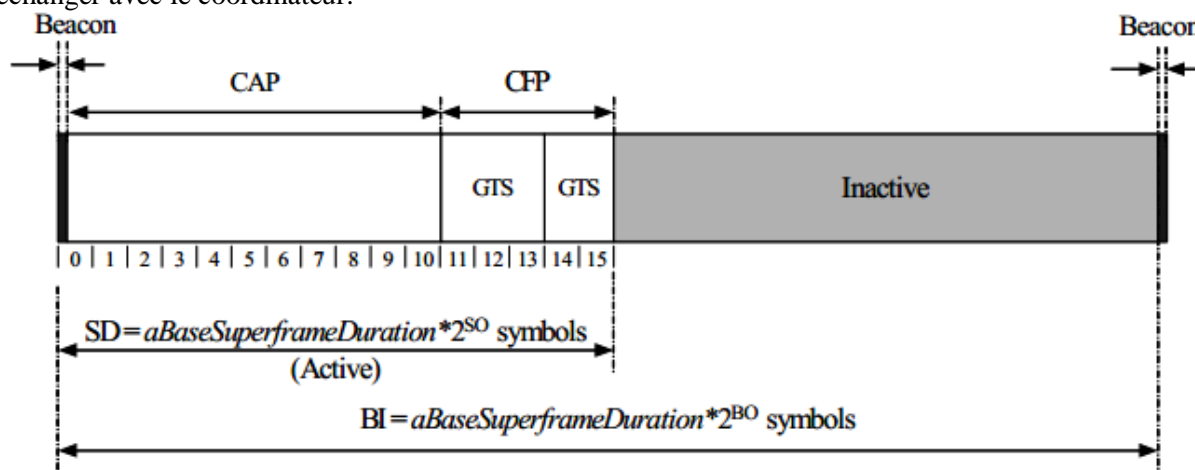 échanger avec le coordinateur.
Beacon Beacon
CAP CFP
GTS GTS Inactive
| 0 | 1 | 2 | 3 | 4 | 5 | 6 | 7 | 8 | 9 | 10 | 11 | 12 | 13 | 14 | 15 |
SD = aBaseSuperframeDuration*2^SO symbols
(Active)
BI = aBaseSuperframeDuration*2^BO symbols